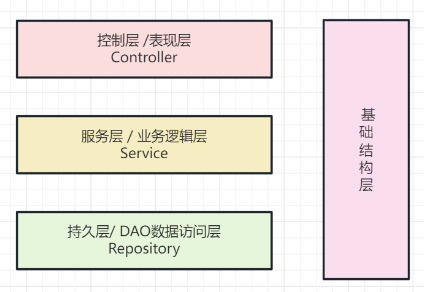 控制层 /表现层
Controller
服务层 / 业务逻辑层
Service
持久层/ DAO数据访问层
Repository
基
础
结
构
层